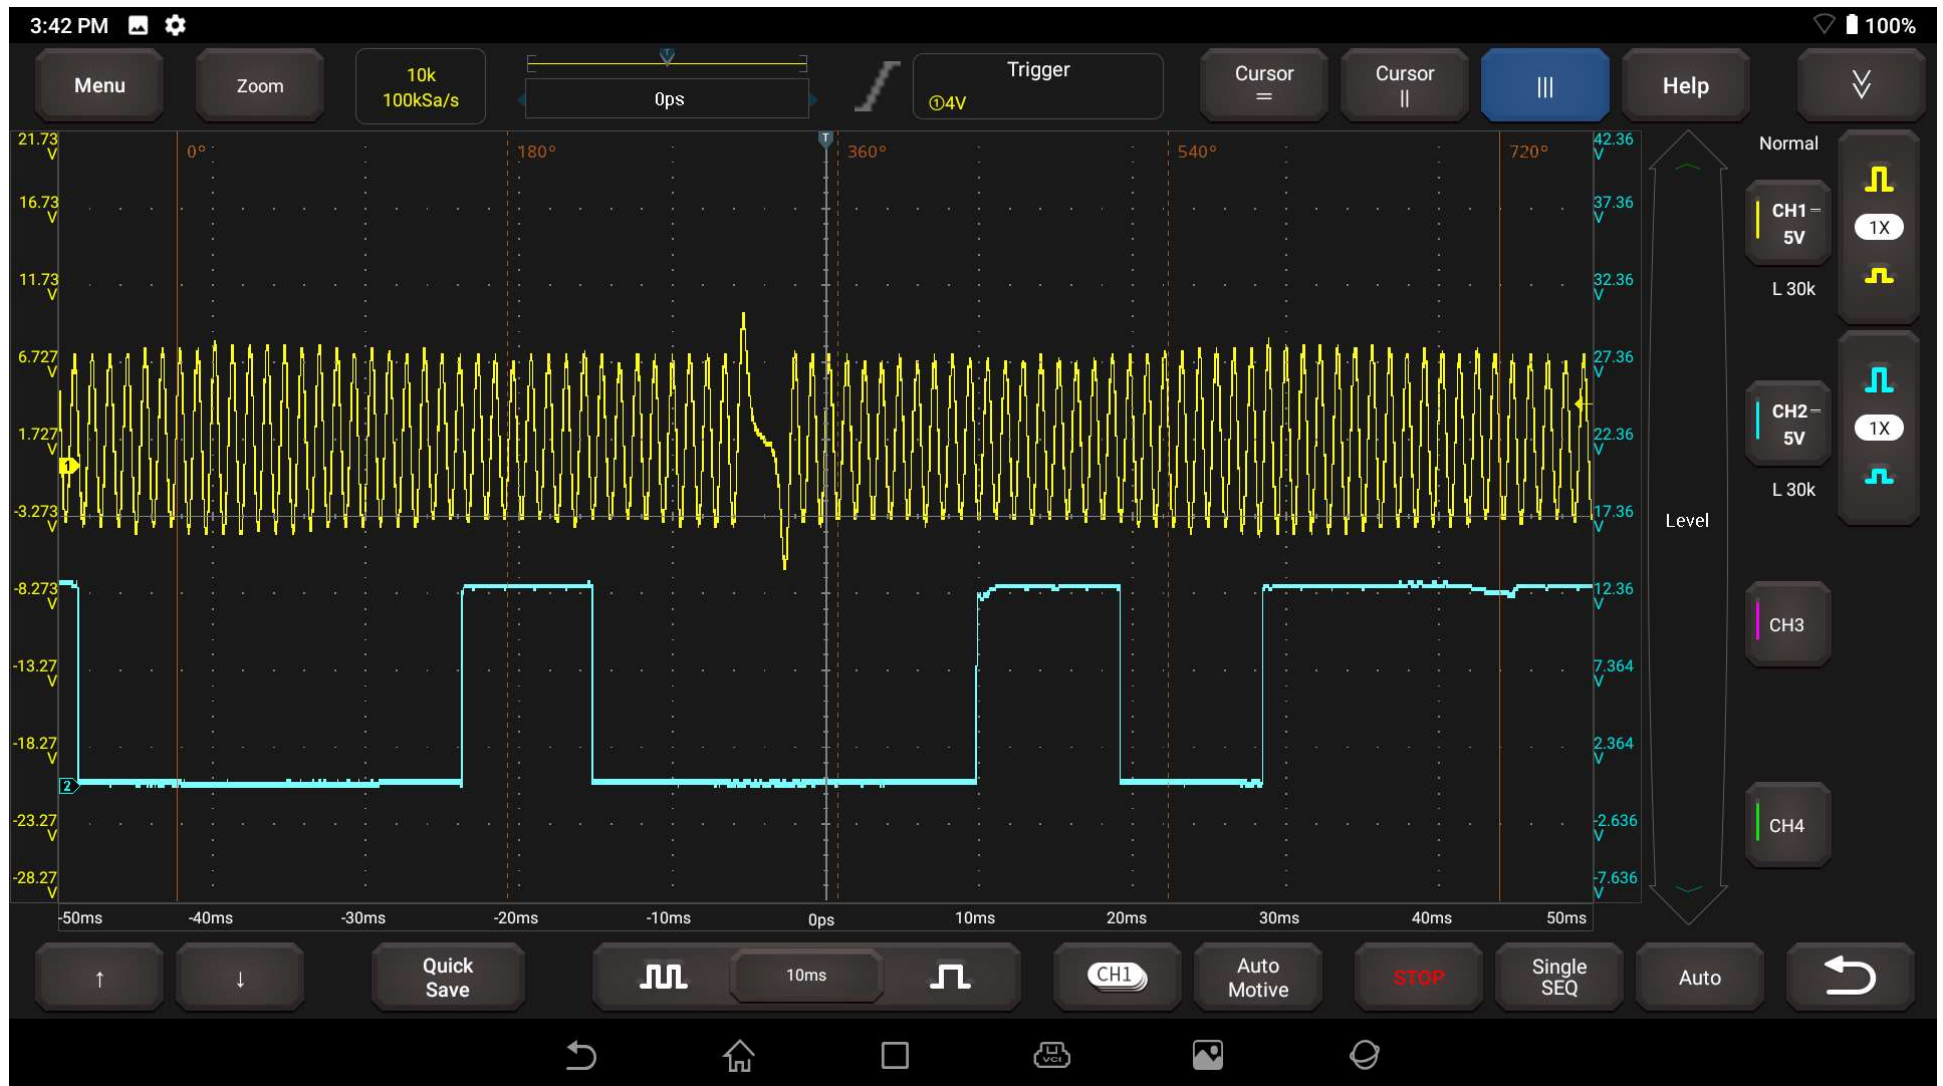 3:42 PM 100%
Menu
Zoom
10k
100kSa/s
T
0ps
Trigger
①4V
Cursor
=
Cursor
||
|||
Help
21.73
V
16.73
V
11.73
V
6.727
V
1.727
V
-3.273
V
-8.273
V
-13.27
V
-18.27
V
-23.27
V
-28.27
V
0° 180° T 360° 540° 720°
1
2
42.36
V
37.36
V
32.36
V
27.36
V
22.36
V
17.36
V
12.36
V
7.364
V
2.364
V
-2.636
V
-7.636
V
-50ms -40ms -30ms -20ms -10ms 0ps 10ms 20ms 30ms 40ms 50ms
Level
Normal
CH1
5V
1X
L 30k
CH2
5V
1X
L 30k
CH3
CH4
↑
↓
Quick
Save
10ms
CH1
Auto
Motive
STOP
Single
SEQ
Auto
VCI